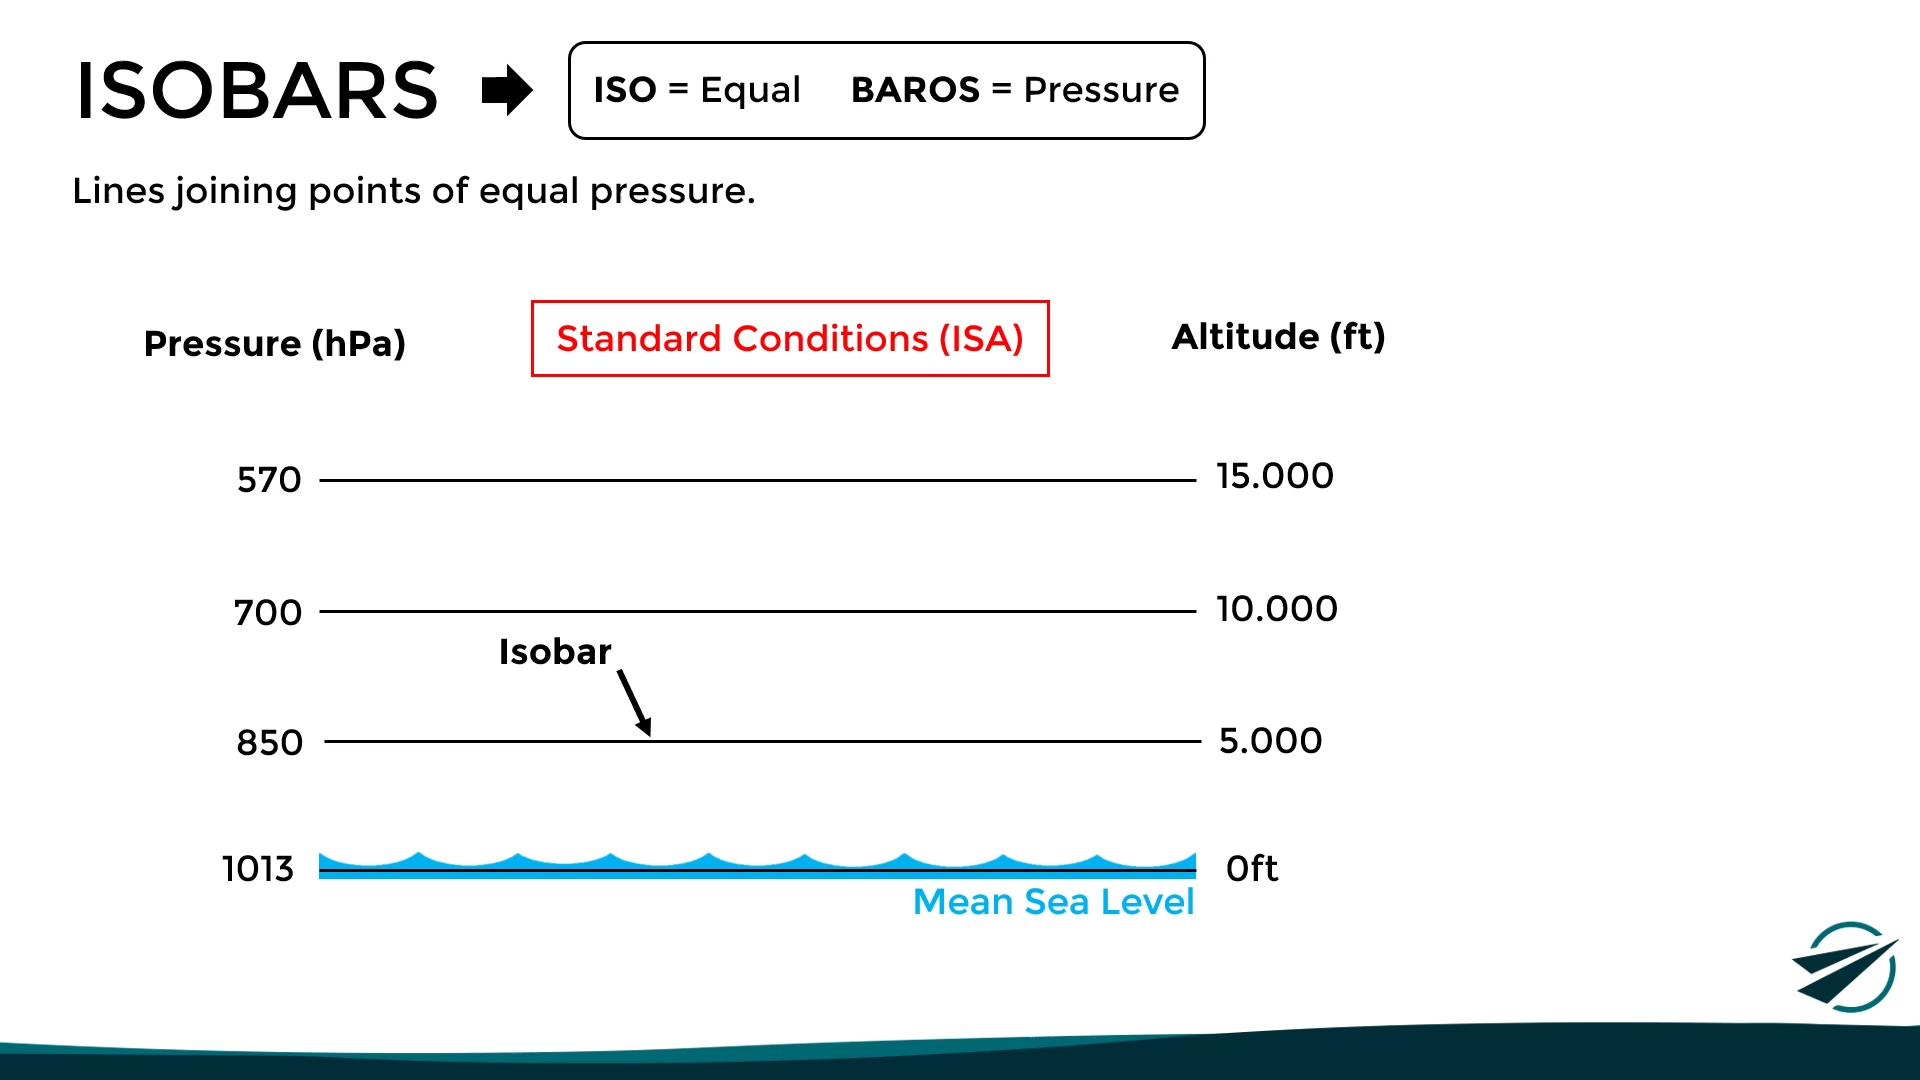 ISOBARS
ISO = Equal BAROS = Pressure
Lines joining points of equal pressure.
Pressure (hPa) Standard Conditions (ISA) Altitude (ft)
570 15.000
700 10.000
Isobar
850 5.000
1013 0ft
Mean Sea Level